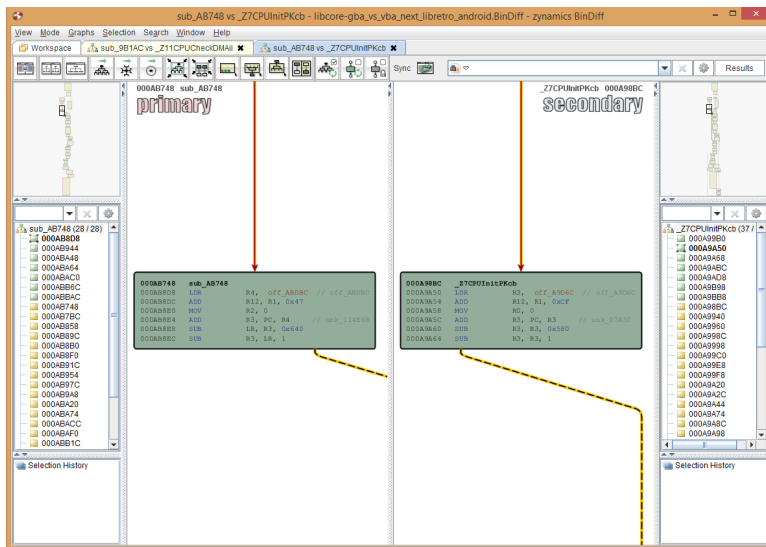 sub_AB748 vs _Z7CPUInitPKcb - libcore-gba_vs_vba_next_libretro_android.BinDiff - zynamics BinDiff
View Mode Graphs Selection Search Window Help
Workspace sub_9B1AC vs _Z11CPUCheckDMAii sub_AB748 vs _Z7CPUInitPKcb
Sync Results
000AB748 sub_AB748
primary
_Z7CPUInitPKcb 000A98BC
secondary
sub_AB748 (28 / 28)
000AB8D8
000AB944
000ABA48
000ABA64
000ABAC0
000ABB6C
000ABBAC
000AB748
000AB7BC
000AB858
000AB89C
000AB8B0
000AB8F0
000AB91C
000AB954
000AB97C
000AB9A8
000ABA20
000ABA74
000ABACC
000ABAF0
000ABB1C
Selection History
000AB748 sub_AB748
000AB8D8 LDR R4, off_ABDBC // off_ABDBC
000AB8DC ADD R12, R1, 0x47
000AB8E0 MOV R2, 0
000AB8E4 ADD R3, PC, R4
000AB8E8 SUB LR, R3, 0x640
000AB8EC SUB R3, LR, 1
000A98BC _Z7CPUInitPKcb
000A9A50 LDR R3, off_A9D6C // off_A9D6C
000A9A54 ADD R12, R1, 0xCF
000A9A58 MOV R0, 0
000A9A5C ADD R3, PC, R3
000A9A60 SUB R3, R3, 0x580
000A9A64 SUB R3, R3, 1
_Z7CPUInitPKcb (37 /
000A99B0
000A9A50
000A9A68
000A9ABC
000A9AD8
000A9B98
000A9BB8
000A98BC
000A9940
000A9960
000A998C
000A9998
000A99C0
000A99E8
000A99F8
000A9A20
000A9A2C
000A9A44
000A9A74
000A9A8C
000A9A98
Selection History